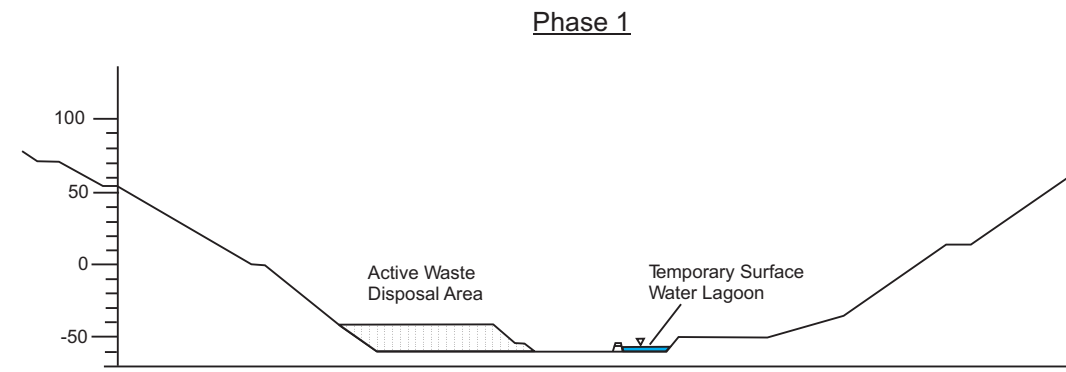 Phase 1
100
50
0
-50
Active Waste
Disposal Area
Temporary Surface
Water Lagoon